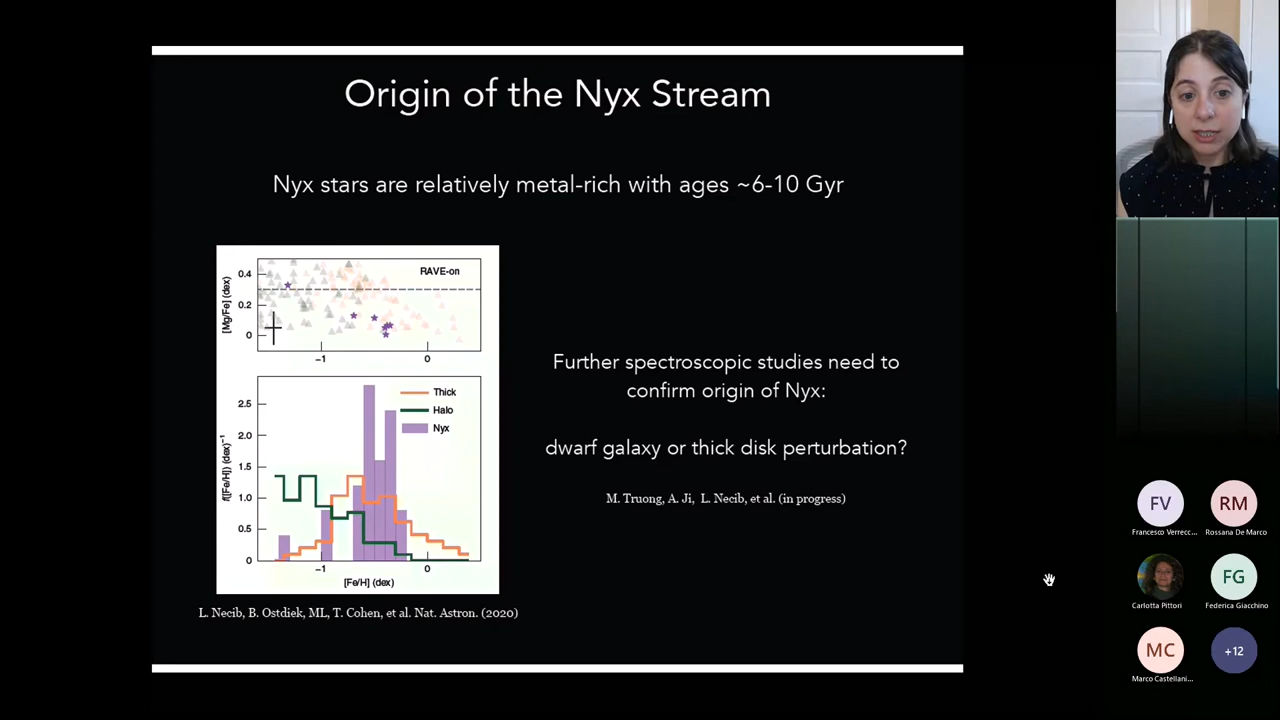 Origin of the Nyx Stream
Nyx stars are relatively metal-rich with ages ~6-10 Gyr
RAVE-on
[Mg/Fe] (dex)
0.4
0.2
0
−1
0
Thick
Halo
Nyx
f([Fe/H]) (dex)⁻¹
2.5
2.0
1.5
1.0
0.5
0
−1
0
[Fe/H] (dex)
L. Necib, B. Ostdiek, ML, T. Cohen, et al. Nat. Astron. (2020)
Further spectroscopic studies need to
confirm origin of Nyx:
dwarf galaxy or thick disk perturbation?
M. Truong, A. Ji, L. Necib, et al. (in progress)
FV
RM
Francesco Verrecc...
Rossana De Marco
FG
Carlotta Pittori
Federica Giacchino
MC
+12
Marco Castellani...